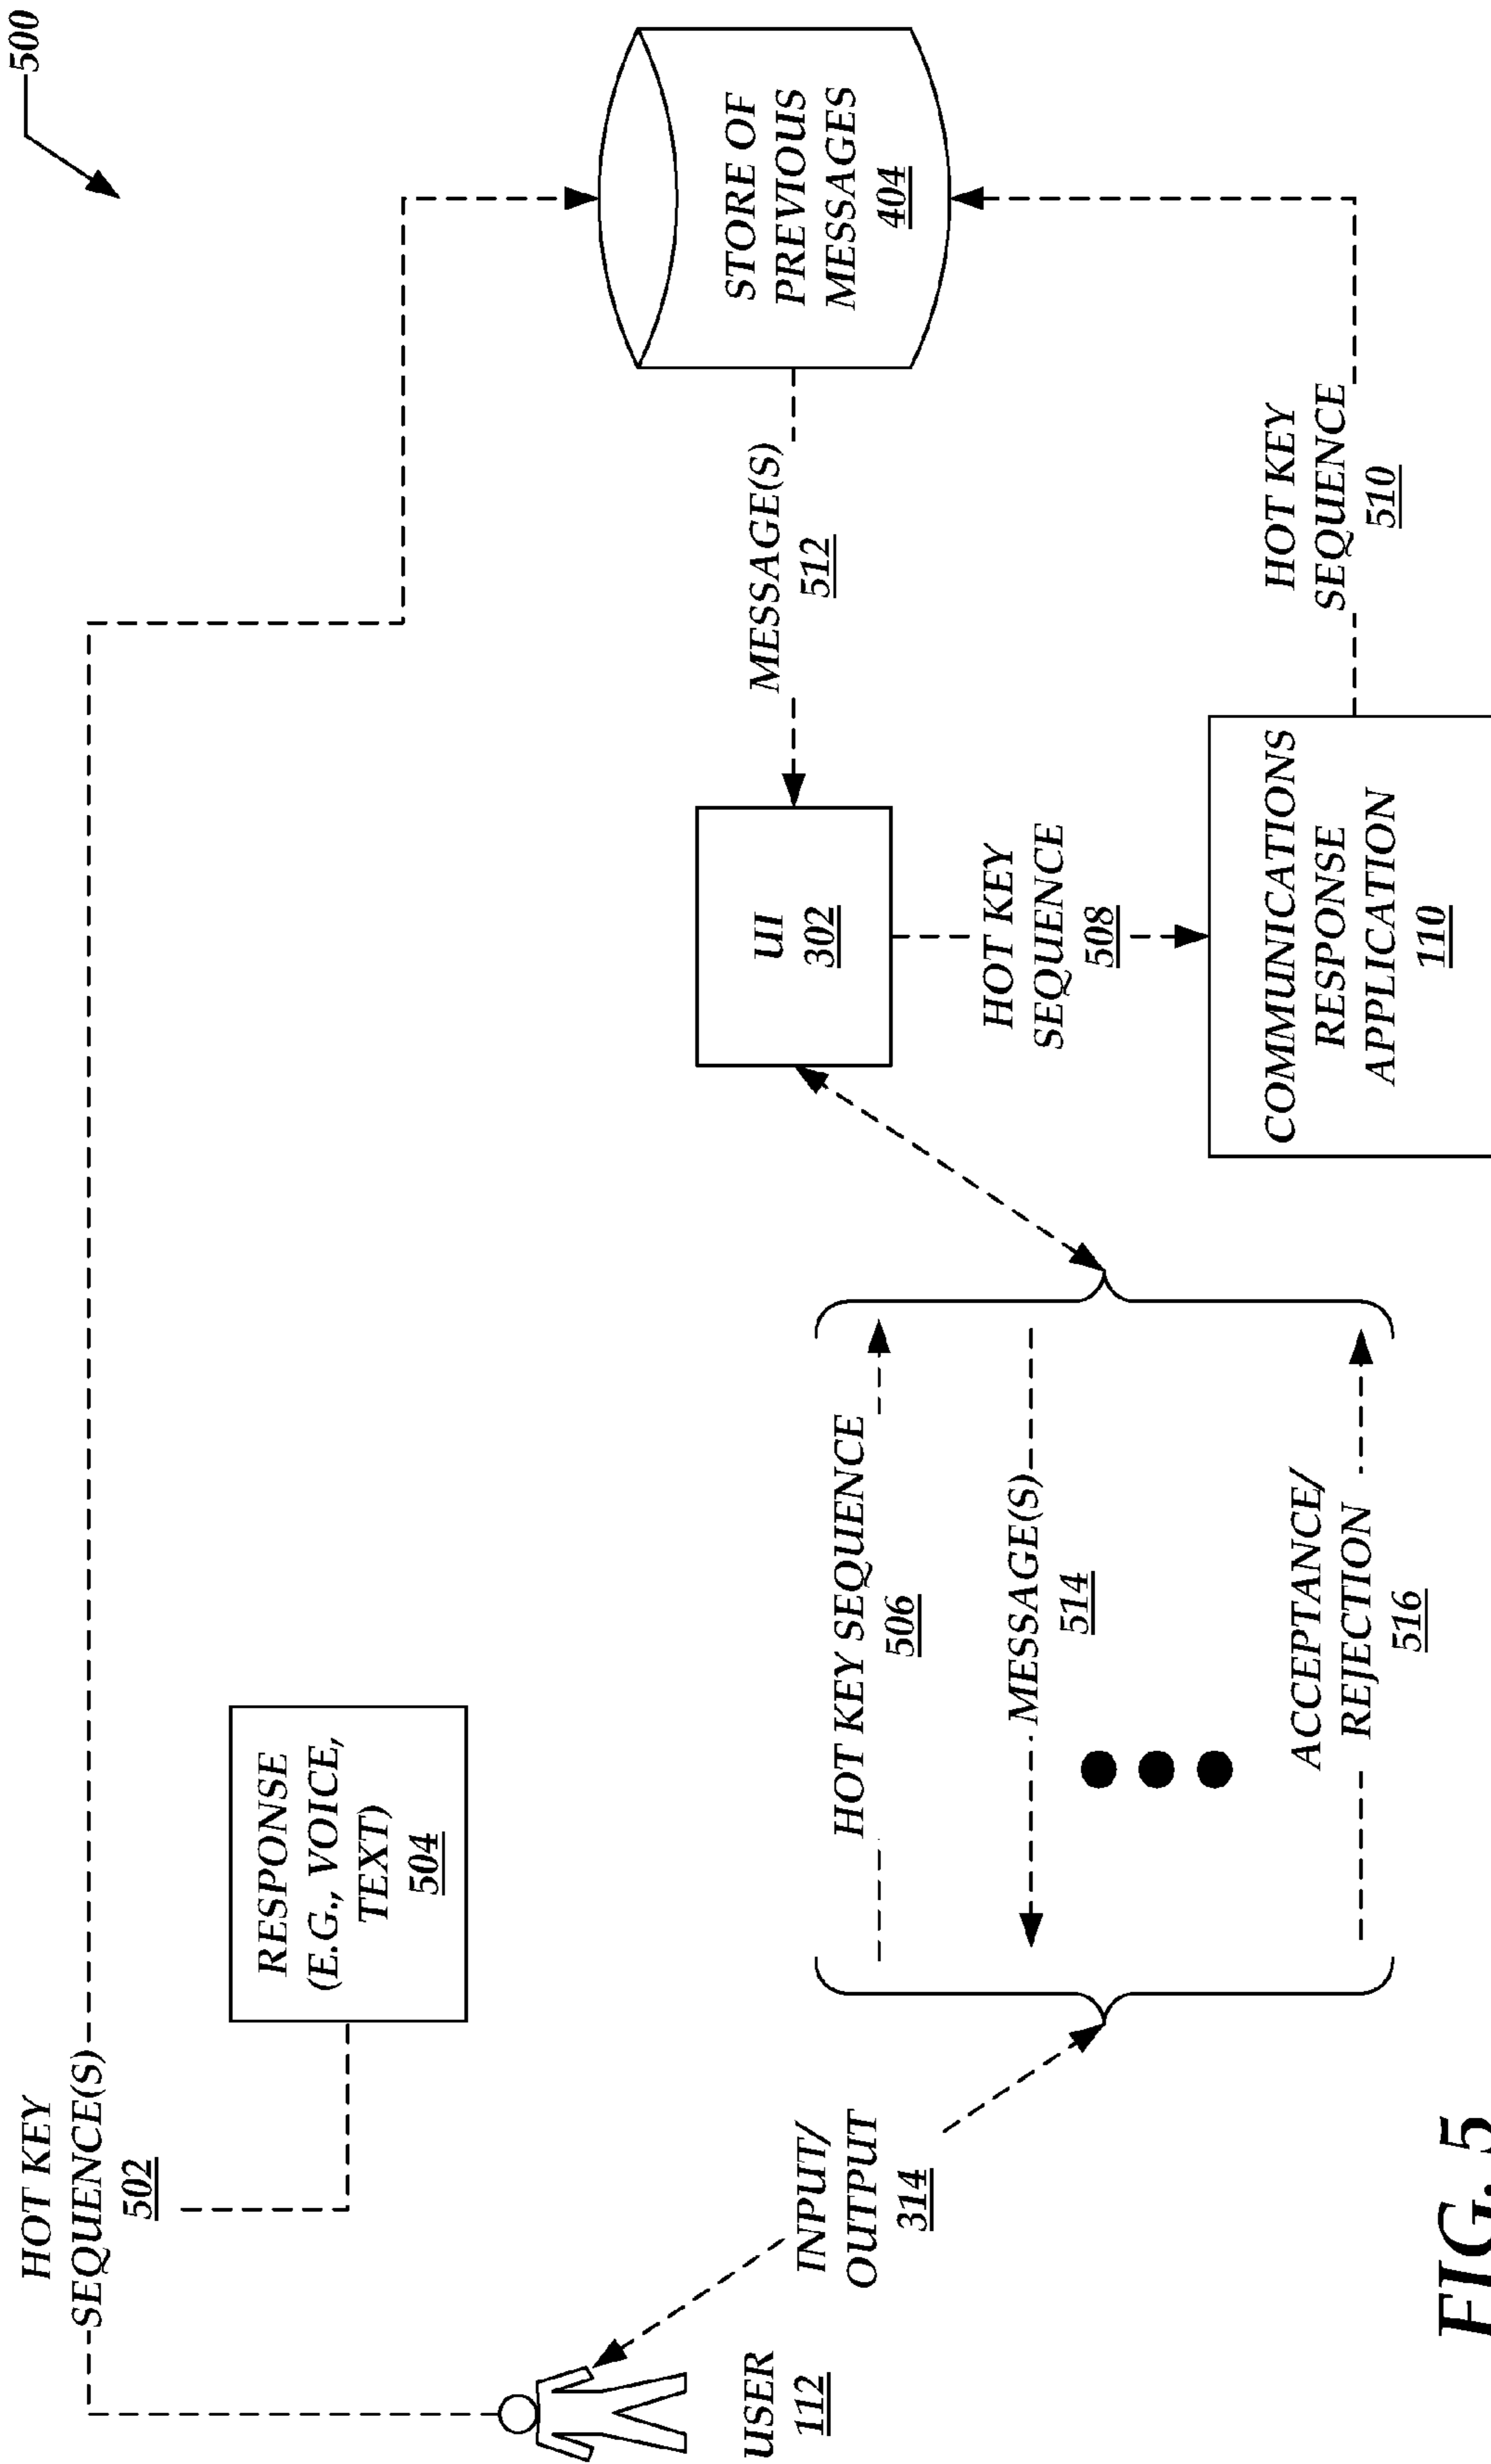 500
HOT KEY
SEQUENCE(S)
502
RESPONSE
(E.G., VOICE,
TEXT)
504
STORE OF
PREVIOUS
MESSAGES
404
USER
112
INPUT/
OUTPUT
314
HOT KEY SEQUENCE
506
MESSAGE(S)
514
ACCEPTANCE/
REJECTION
516
UI
302
MESSAGE(S)
512
HOT KEY
SEQUENCE
508
COMMUNICATIONS
RESPONSE
APPLICATION
110
HOT KEY
SEQUENCE
510
FIG. 5